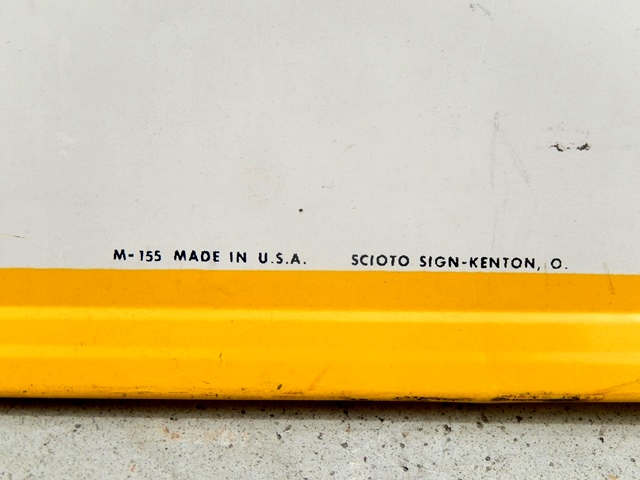 M-155 MADE IN U.S.A. SCIOTO SIGN-KENTON, O.